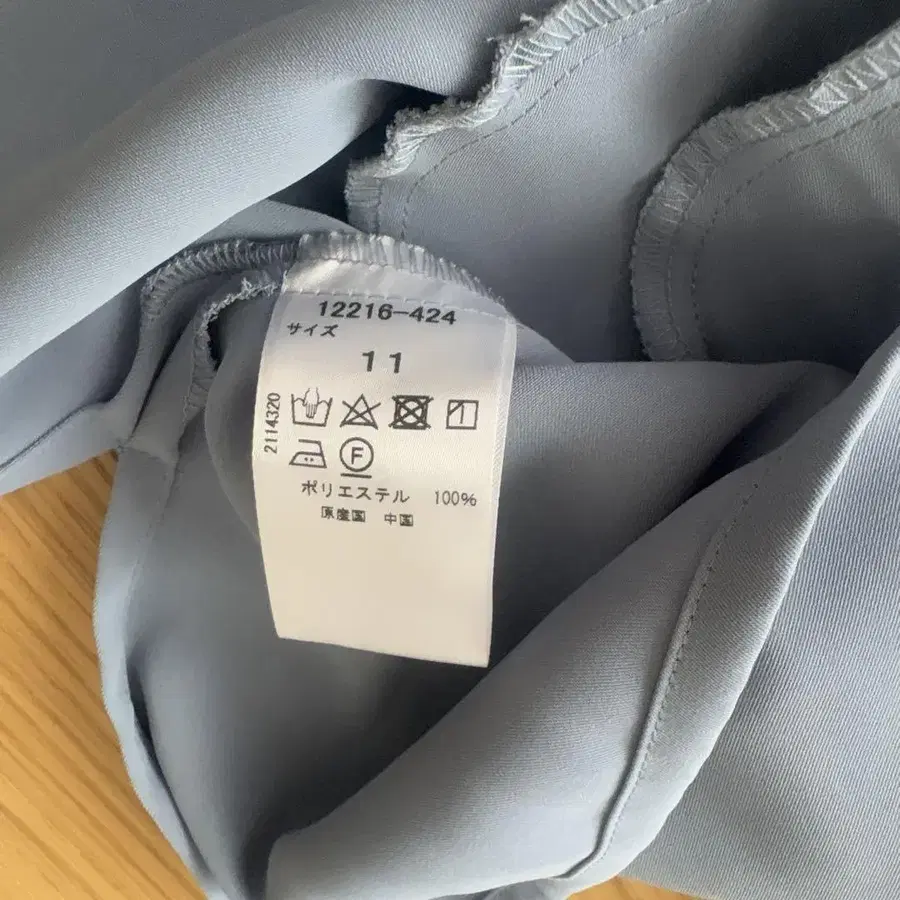 12216-424
サイズ
11
2114320
F
ポリエステル 100%
原産国 中国